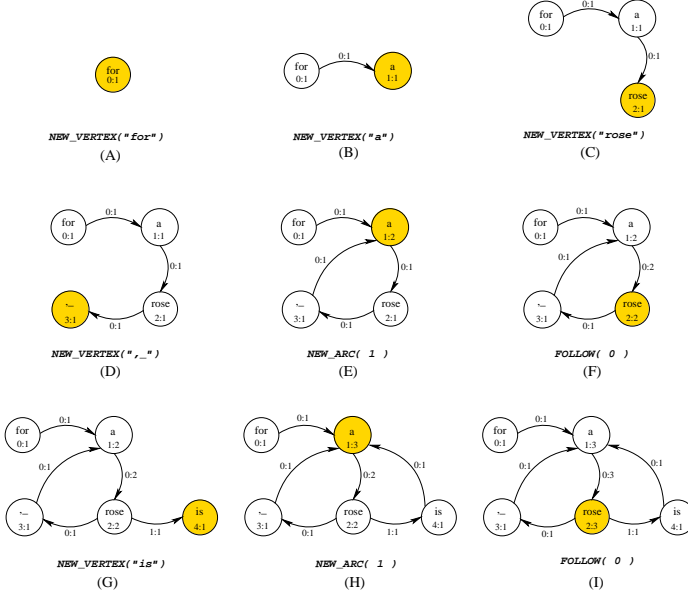 for
0:1
NEW_VERTEX("for")
(A)
for
0:1
0:1
a
1:1
NEW_VERTEX("a")
(B)
for
0:1
0:1
a
1:1
0:1
rose
2:1
NEW_VERTEX("rose")
(C)
for
0:1
0:1
a
1:1
0:1
,_
3:1
rose
2:1
0:1
NEW_VERTEX(",_")
(D)
for
0:1
0:1
a
1:2
0:1
0:1
,_
3:1
rose
2:1
0:1
NEW_ARC( 1 )
(E)
for
0:1
0:1
a
1:2
0:1
0:2
,_
3:1
rose
2:2
0:1
FOLLOW( 0 )
(F)
for
0:1
0:1
a
1:2
0:1
0:2
,_
3:1
rose
2:2
is
4:1
0:1
1:1
NEW_VERTEX("is")
(G)
for
0:1
0:1
a
1:3
0:1
0:2
0:1
,_
3:1
rose
2:2
is
4:1
0:1
1:1
NEW_ARC( 1 )
(H)
for
0:1
0:1
a
1:3
0:1
0:3
0:1
,_
3:1
rose
2:3
is
4:1
0:1
1:1
FOLLOW( 0 )
(I)